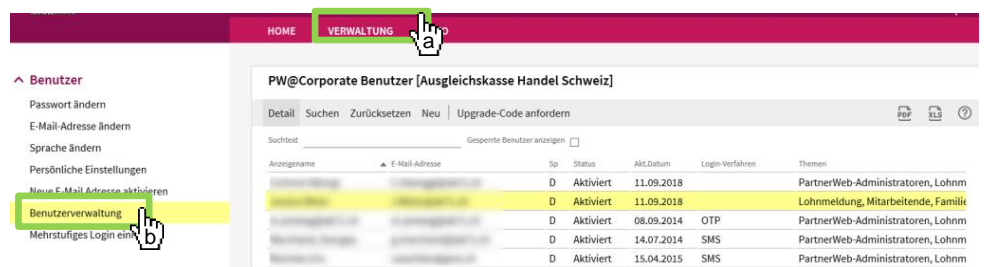 HOME VERWALTUNG
a)
Benutzer
Passwort ändern
E-Mail-Adresse ändern
Sprache ändern
Persönliche Einstellungen
Neue E-Mail Adresse aktivieren
Benutzerverwaltung
Mehrstufiges Login
b)
PW@Corporate Benutzer [Ausgleichskasse Handel Schweiz]
Detail Suchen Zurücksetzen Neu | Upgrade-Code anfordern PDF XLS ?
Suchtext Gesperrte Benutzer anzeigen
Anzeigename E-Mail-Adresse Sp Status Akt.Datum Login-Verfahren Themen
D Aktiviert 11.09.2018 PartnerWeb-Administratoren, Lohnm
D Aktiviert 11.09.2018 Lohnmeldung, Mitarbeitende, Familie
D Aktiviert 08.09.2014 OTP PartnerWeb-Administratoren, Lohnm
D Aktiviert 14.07.2014 SMS PartnerWeb-Administratoren, Lohnm
D Aktiviert 15.04.2015 SMS PartnerWeb-Administratoren, Lohnm